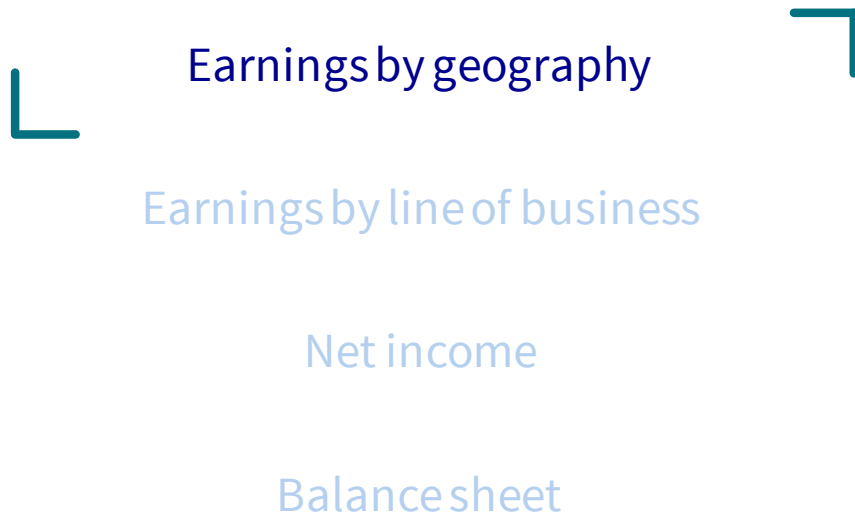 Earnings by geography
Earnings by line of business
Net income
Balance sheet